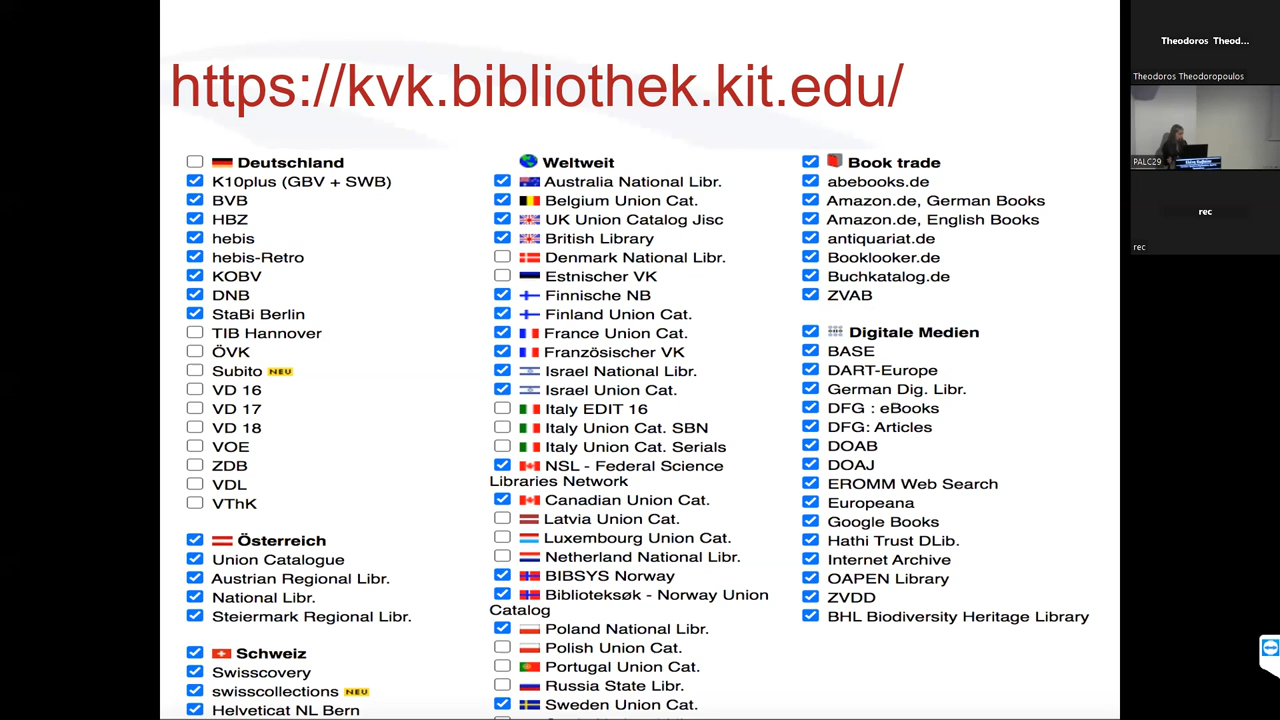 https://kvk.bibliothek.kit.edu/
Deutschland
K10plus (GBV + SWB)
BVB
HBZ
hebis
hebis-Retro
KOBV
DNB
StaBi Berlin
TIB Hannover
ÖVK
Subito NEU
VD 16
VD 17
VD 18
VOE
ZDB
VDL
VThK
Österreich
Union Catalogue
Austrian Regional Libr.
National Libr.
Steiermark Regional Libr.
Schweiz
Swisscovery
swisscollections NEU
Helveticat NL Bern
Weltweit
Australia National Libr.
Belgium Union Cat.
UK Union Catalog Jisc
British Library
Denmark National Libr.
Estnischer VK
Finnische NB
Finland Union Cat.
France Union Cat.
Französischer VK
Israel National Libr.
Israel Union Cat.
Italy EDIT 16
Italy Union Cat. SBN
Italy Union Cat. Serials
NSL - Federal Science
Libraries Network
Canadian Union Cat.
Latvia Union Cat.
Luxembourg Union Cat.
Netherland National Libr.
BIBSYS Norway
Biblioteksøk - Norway Union
Catalog
Poland National Libr.
Polish Union Cat.
Portugal Union Cat.
Russia State Libr.
Sweden Union Cat.
Book trade
abebooks.de
Amazon.de, German Books
Amazon.de, English Books
antiquariat.de
Booklooker.de
Buchkatalog.de
ZVAB
Digitale Medien
BASE
DART-Europe
German Dig. Libr.
DFG : eBooks
DFG: Articles
DOAB
DOAJ
EROMM Web Search
Europeana
Google Books
Hathi Trust DLib.
Internet Archive
OAPEN Library
ZVDD
BHL Biodiversity Heritage Library
Theodoros Theod...
Theodoros Theodoropoulos
PALC29
rec
rec